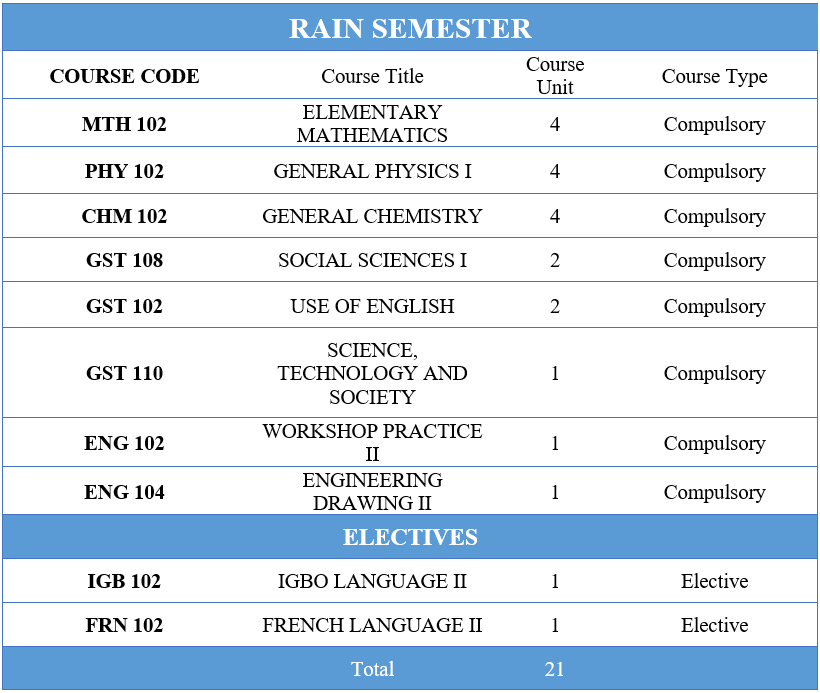 RAIN SEMESTER
COURSE CODE Course Title Course Unit Course Type
MTH 102 ELEMENTARY MATHEMATICS 4 Compulsory
PHY 102 GENERAL PHYSICS I 4 Compulsory
CHM 102 GENERAL CHEMISTRY 4 Compulsory
GST 108 SOCIAL SCIENCES I 2 Compulsory
GST 102 USE OF ENGLISH 2 Compulsory
GST 110 SCIENCE, TECHNOLOGY AND SOCIETY 1 Compulsory
ENG 102 WORKSHOP PRACTICE II 1 Compulsory
ENG 104 ENGINEERING DRAWING II 1 Compulsory
ELECTIVES
IGB 102 IGBO LANGUAGE II 1 Elective
FRN 102 FRENCH LANGUAGE II 1 Elective
Total 21